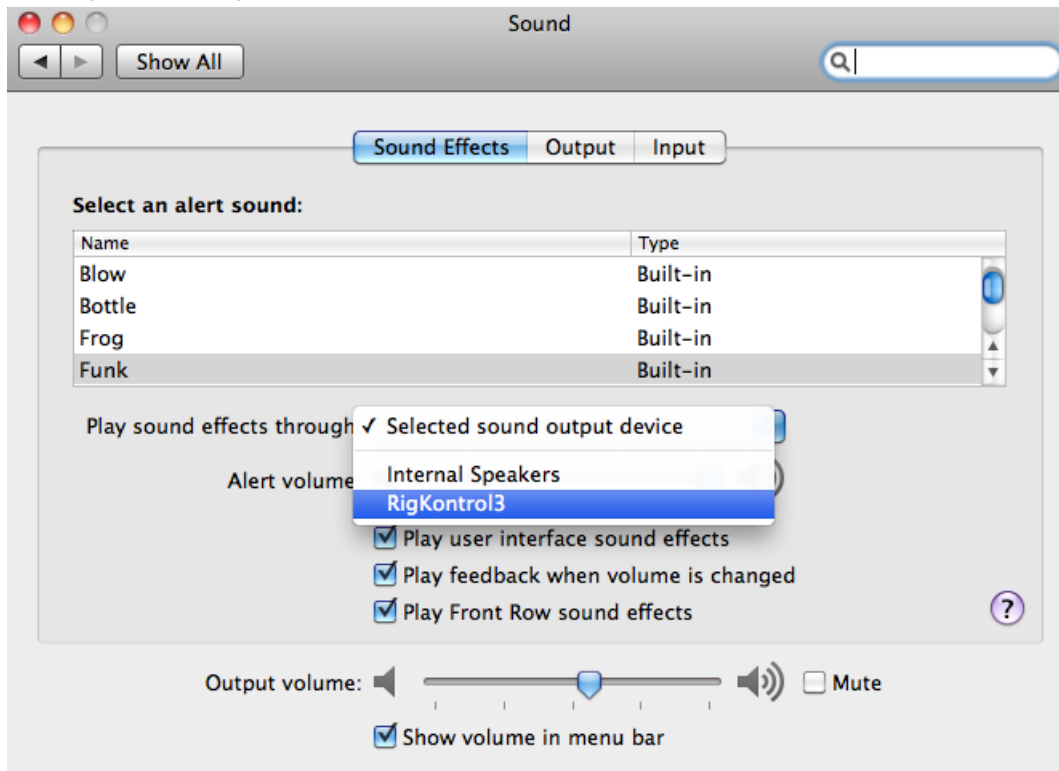 Sound
Show All
Sound Effects Output Input
Select an alert sound:
Name Type
Blow Built-in
Bottle Built-in
Frog Built-in
Funk Built-in
Play sound effects through ✓ Selected sound output device
Internal Speakers
Alert volume
RigKontrol3
Play user interface sound effects
Play feedback when volume is changed
Play Front Row sound effects
?
Output volume: Mute
Show volume in menu bar